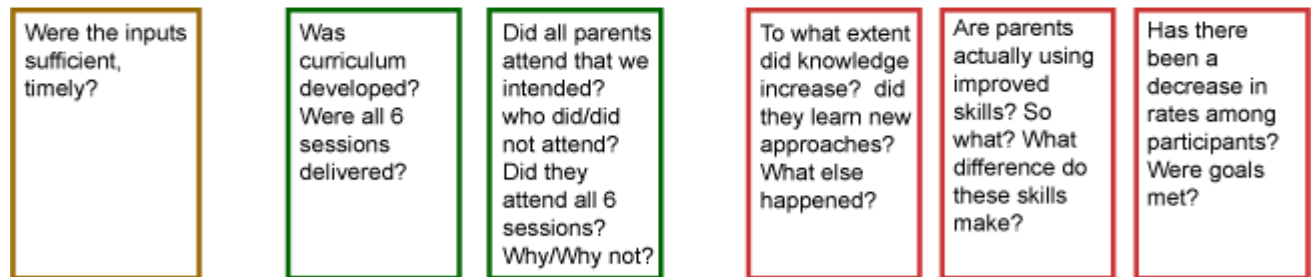 Were the inputs
sufficient,
timely?
Was
curriculum
developed?
Were all 6
sessions
delivered?
Did all parents
attend that we
intended?
who did/did
not attend?
Did they
attend all 6
sessions?
Why/Why not?
To what extent
did knowledge
increase?  did
they learn new
approaches?
What else
happened?
Are parents
actually using
improved
skills? So
what? What
difference do
these skills
make?
Has there
been a
decrease in
rates among
participants?
Were goals
met?